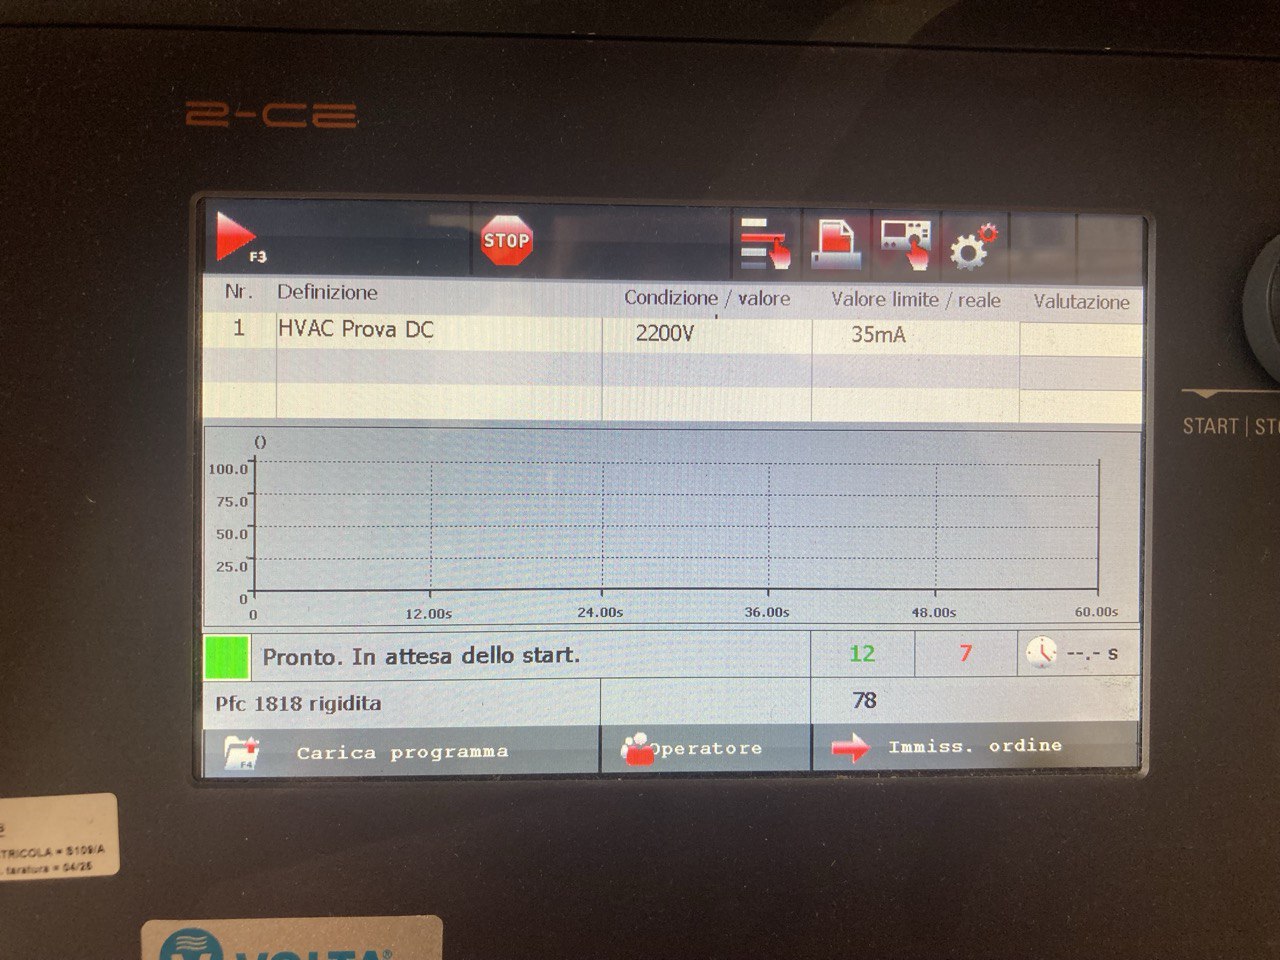 2-CE
F3
STOP
Nr. Definizione Condizione / valore Valore limite / reale Valutazione
1 HVAC Prova DC 2200V 35mA
()
100.0
75.0
50.0
25.0
0
0 12.00s 24.00s 36.00s 48.00s 60.00s
START | ST
Pronto. In attesa dello start. 12 7 --.- s
Pfc 1818 rigidita 78
F4 Carica programma Operatore Immiss. ordine
TRICOLA = S109/A
. taratura = 04/25
VOLTA®